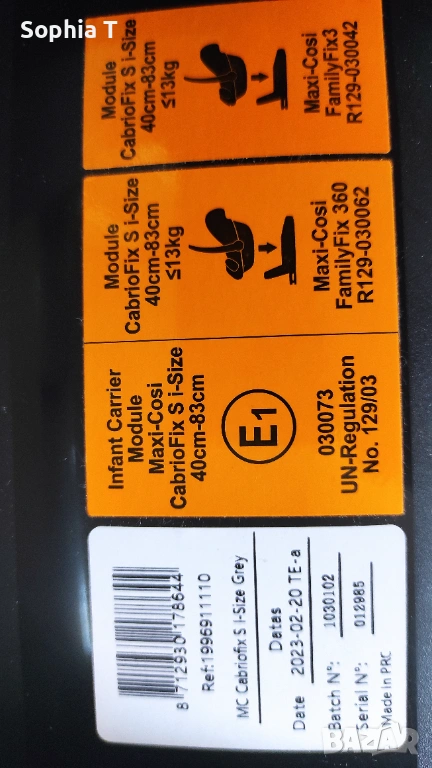 Sophia T
Module
CabrioFix S i-Size
40cm-83cm
≤13kg
Maxi-Cosi
FamilyFix3
R129-030042
Module
CabrioFix S i-Size
40cm-83cm
≤13kg
Maxi-Cosi
FamilyFix 360
R129-030062
Infant Carrier
Module
Maxi-Cosi
CabrioFix S i-Size
40cm-83cm
E1
030073
UN-Regulation
No. 129/03
8 712930 178644
Ref:1996911110
MC Cabriofix S I-Size Grey
Datas
Date 2023-02-20 TE-a
Batch N°: 1030102
Serial N°: 012985
Made in PRC
BAZAR